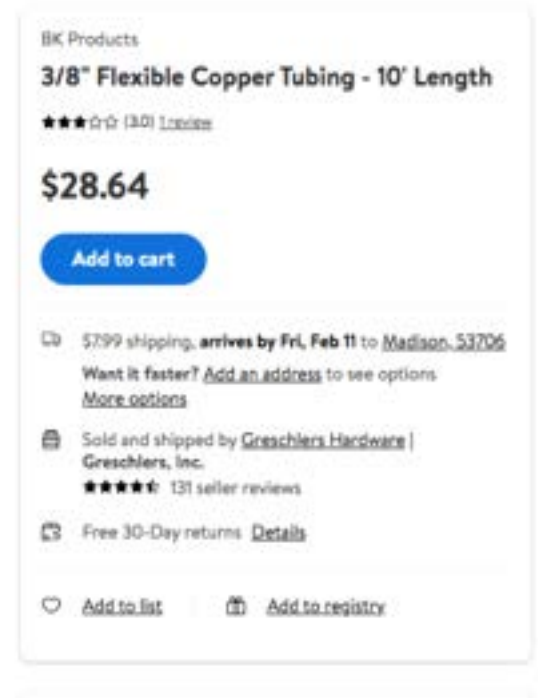 BK Products
3/8" Flexible Copper Tubing - 10' Length
(3.0) 1 review
$28.64
Add to cart
$7.99 shipping, arrives by Fri, Feb 11 to Madison, 53706
Want it faster? Add an address to see options
More options
Sold and shipped by Greschlers Hardware |
Greschlers, Inc.
131 seller reviews
Free 30-Day returns Details
Add to list
Add to registry